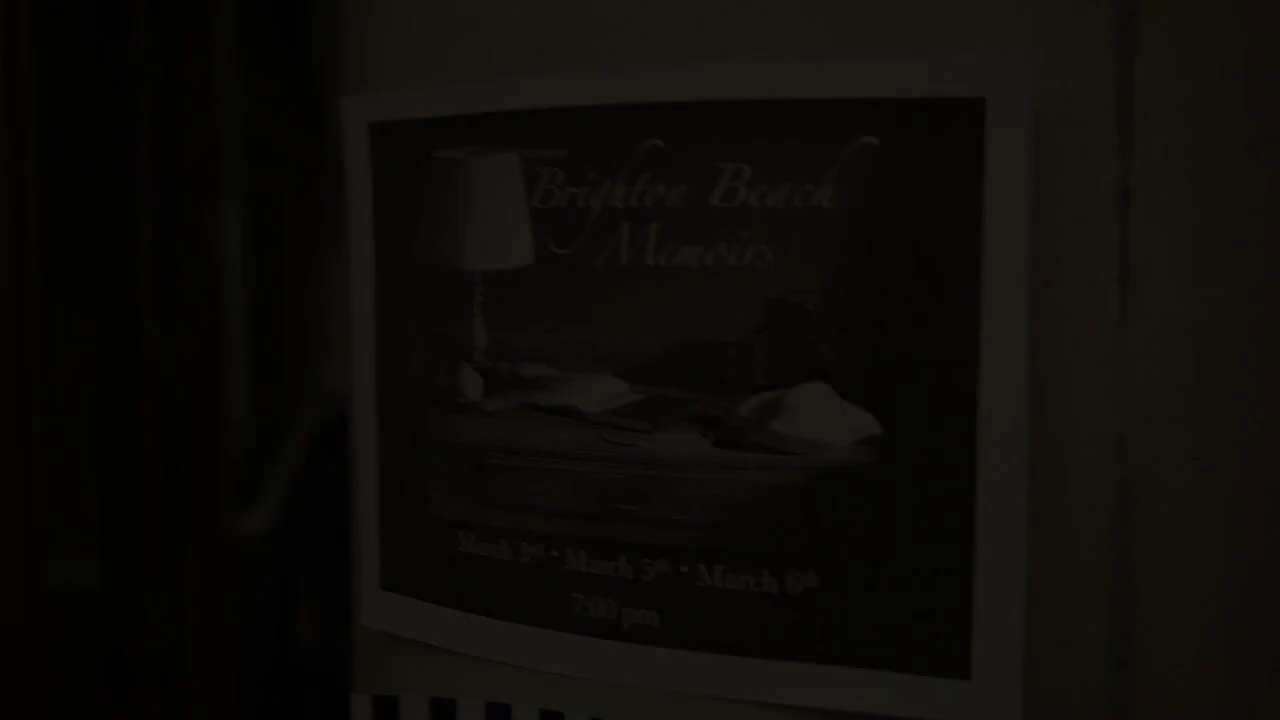 Brighton Beach
Memoirs
March 3rd • March 5th • March 6th
7:00 pm